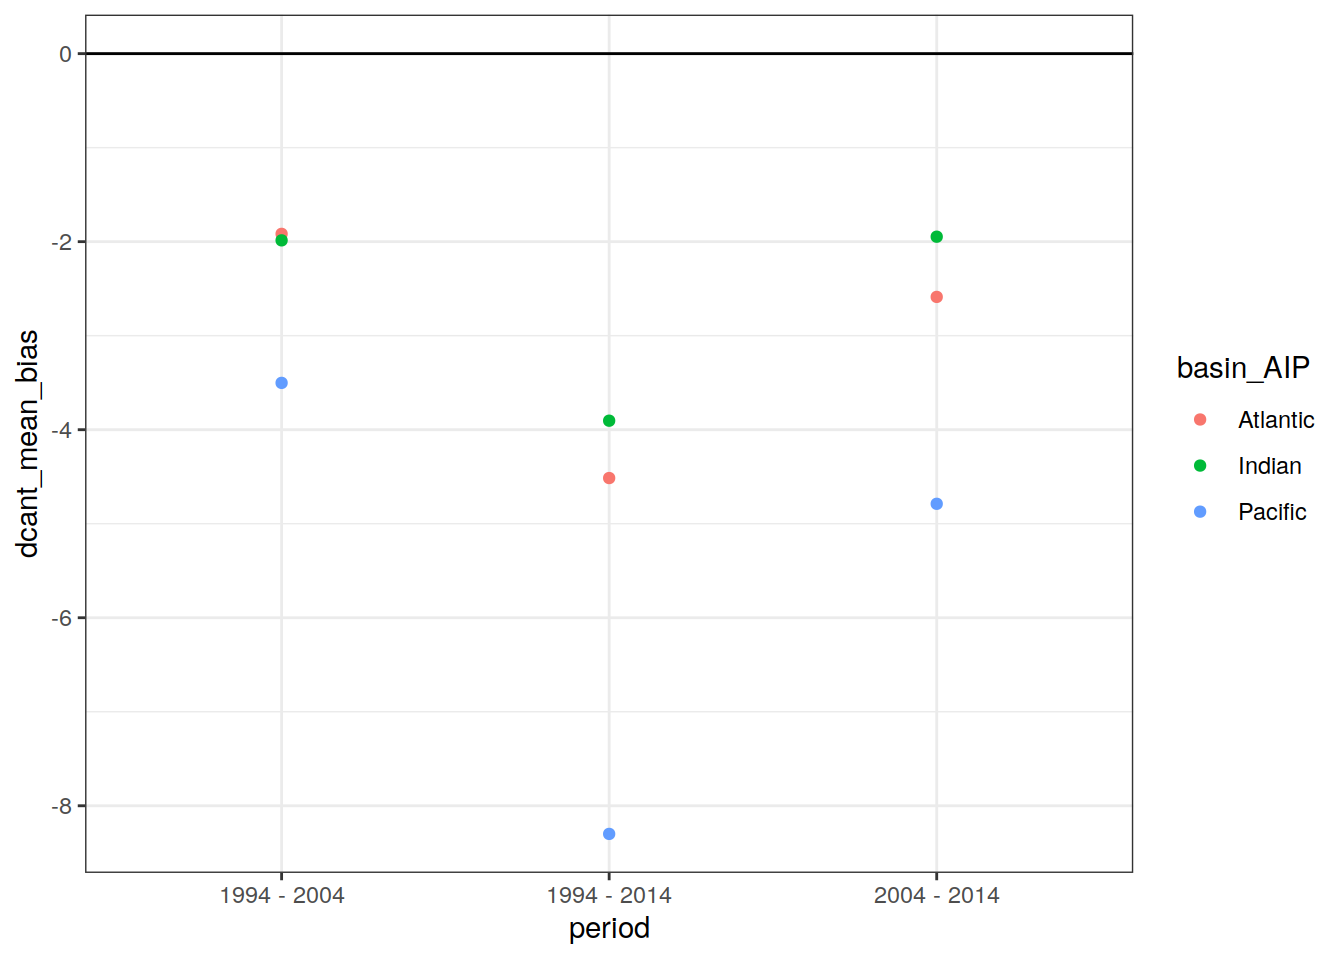 0
-2
-4
-6
-8
dcant_mean_bias
1994 - 2004
1994 - 2014
2004 - 2014
period
basin_AIP
Atlantic
Indian
Pacific